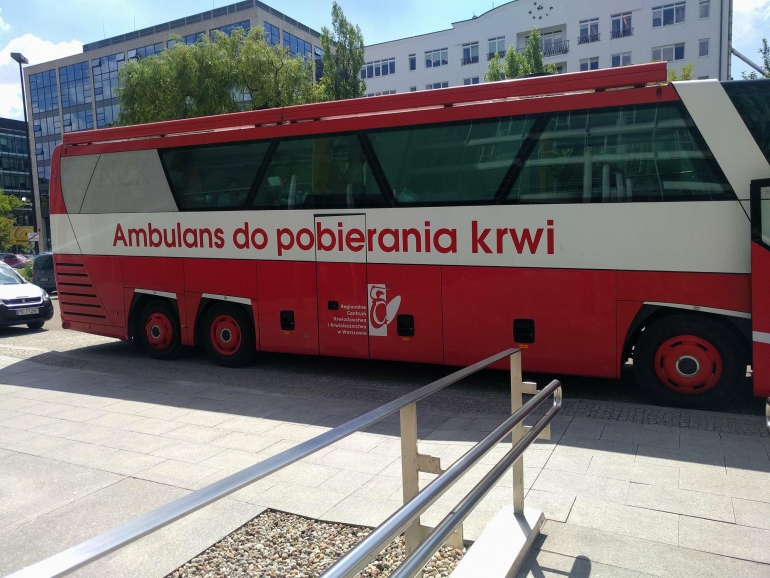 Ambulans do pobierania krwi
Regionalne
Centrum
Krwiodawstwa
i Krwiolecznictwa
w Warszawie